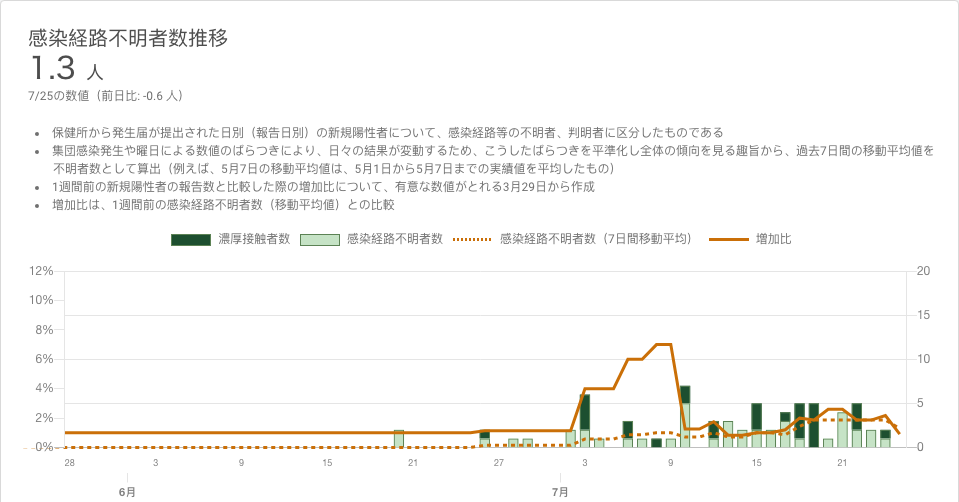 感染経路不明者数推移
1.3 人
7/25の数値（前日比: -0.6 人）
• 保健所から発生届が提出された日別（報告日別）の新規陽性者について、感染経路等の不明者、判明者に区分したものである
• 集団感染発生や曜日による数値のばらつきにより、日々の結果が変動するため、こうしたばらつきを平準化し全体の傾向を見る趣旨から、過去7日間の移動平均値を
不明者数として算出（例えば、5月7日の移動平均値は、5月1日から5月7日までの実績値を平均したもの）
• 1週間前の新規陽性者の報告数と比較した際の増加比について、有意な数値がとれる3月29日から作成
• 増加比は、1週間前の感染経路不明者数（移動平均値）との比較
濃厚接触者数 感染経路不明者数 感染経路不明者数（7日間移動平均） 増加比
12% 20
10% 15
8%
6% 10
4%
2% 5
0% 0
28 3 9 15 21 27 3 9 15 21
6月 7月